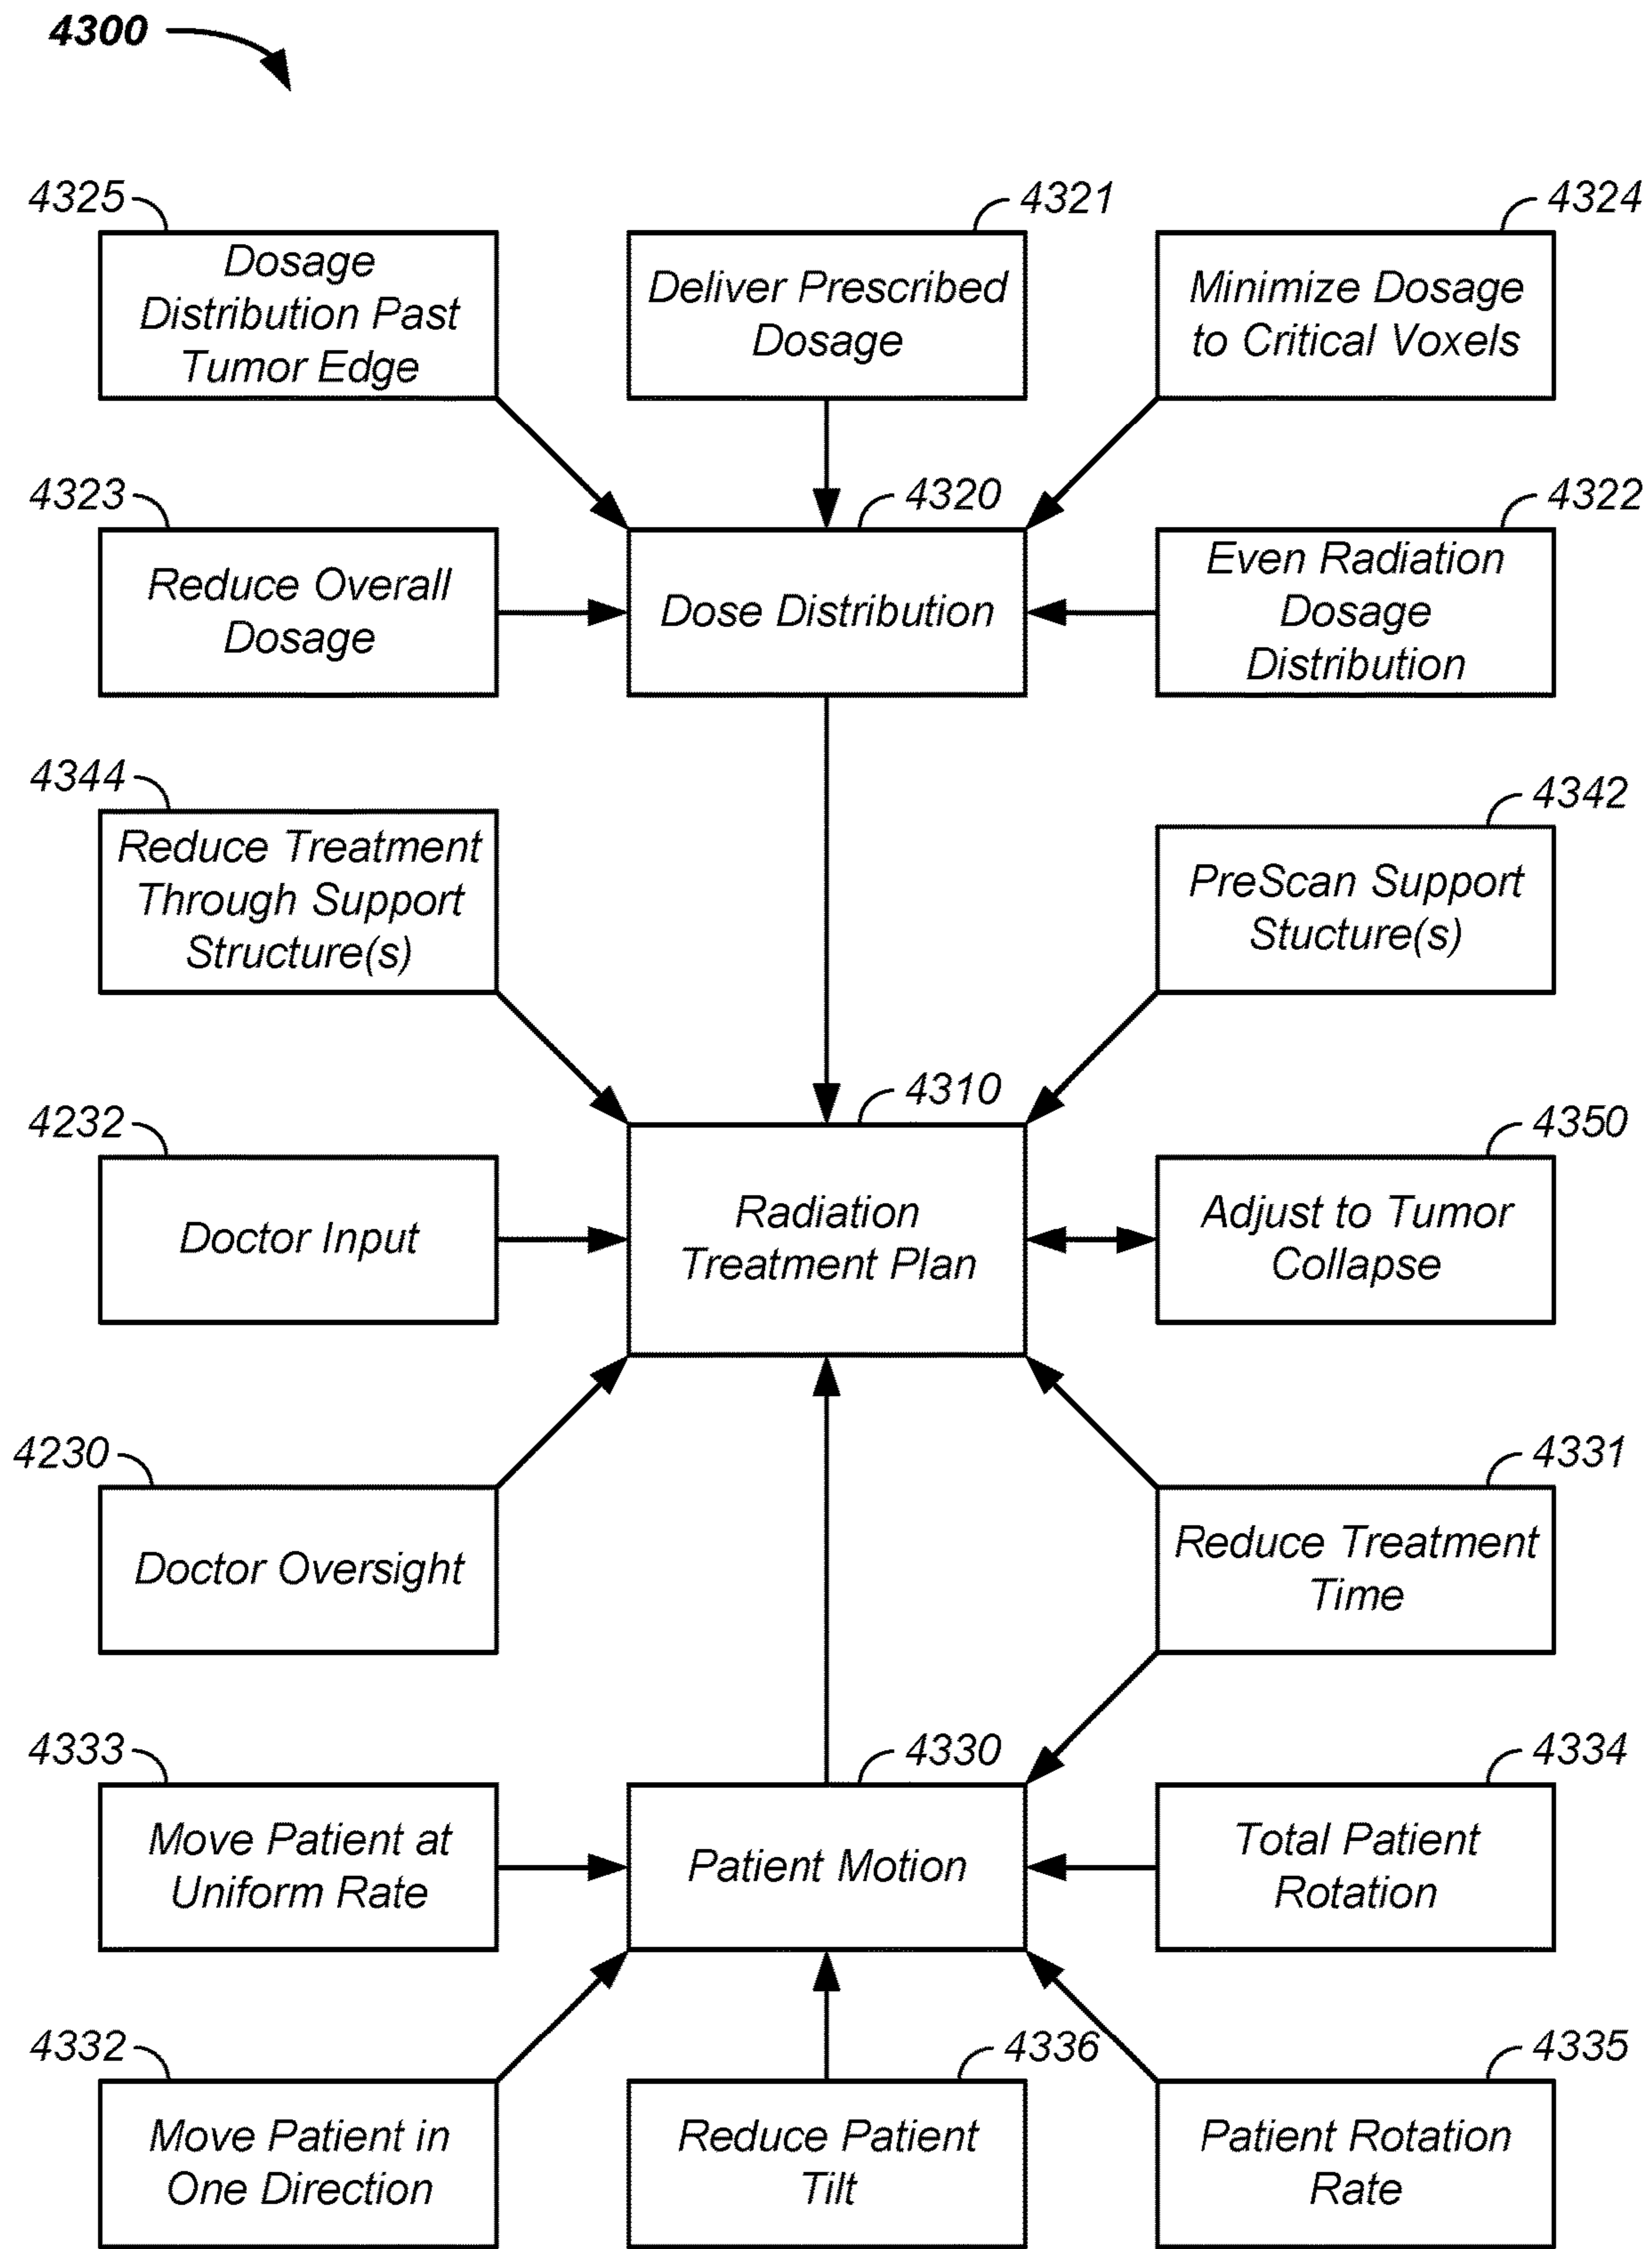 4300
4325
Dosage
Distribution Past
Tumor Edge
4321
Deliver Prescribed
Dosage
4324
Minimize Dosage
to Critical Voxels
4323
Reduce Overall
Dosage
4320
Dose Distribution
4322
Even Radiation
Dosage
Distribution
4344
Reduce Treatment
Through Support
Structure(s)
4342
PreScan Support
Stucture(s)
4232
Doctor Input
4310
Radiation
Treatment Plan
4350
Adjust to Tumor
Collapse
4230
Doctor Oversight
4331
Reduce Treatment
Time
4333
Move Patient at
Uniform Rate
4330
Patient Motion
4334
Total Patient
Rotation
4332
Move Patient in
One Direction
4336
Reduce Patient
Tilt
4335
Patient Rotation
Rate